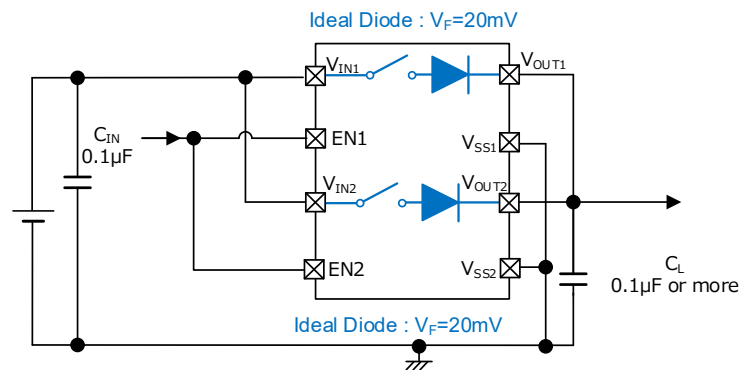 Ideal Diode : VF=20mV
VIN1
VOUT1
CIN
0.1µF
EN1
VSS1
VIN2
VOUT2
EN2
VSS2
CL
0.1µF or more
Ideal Diode : VF=20mV